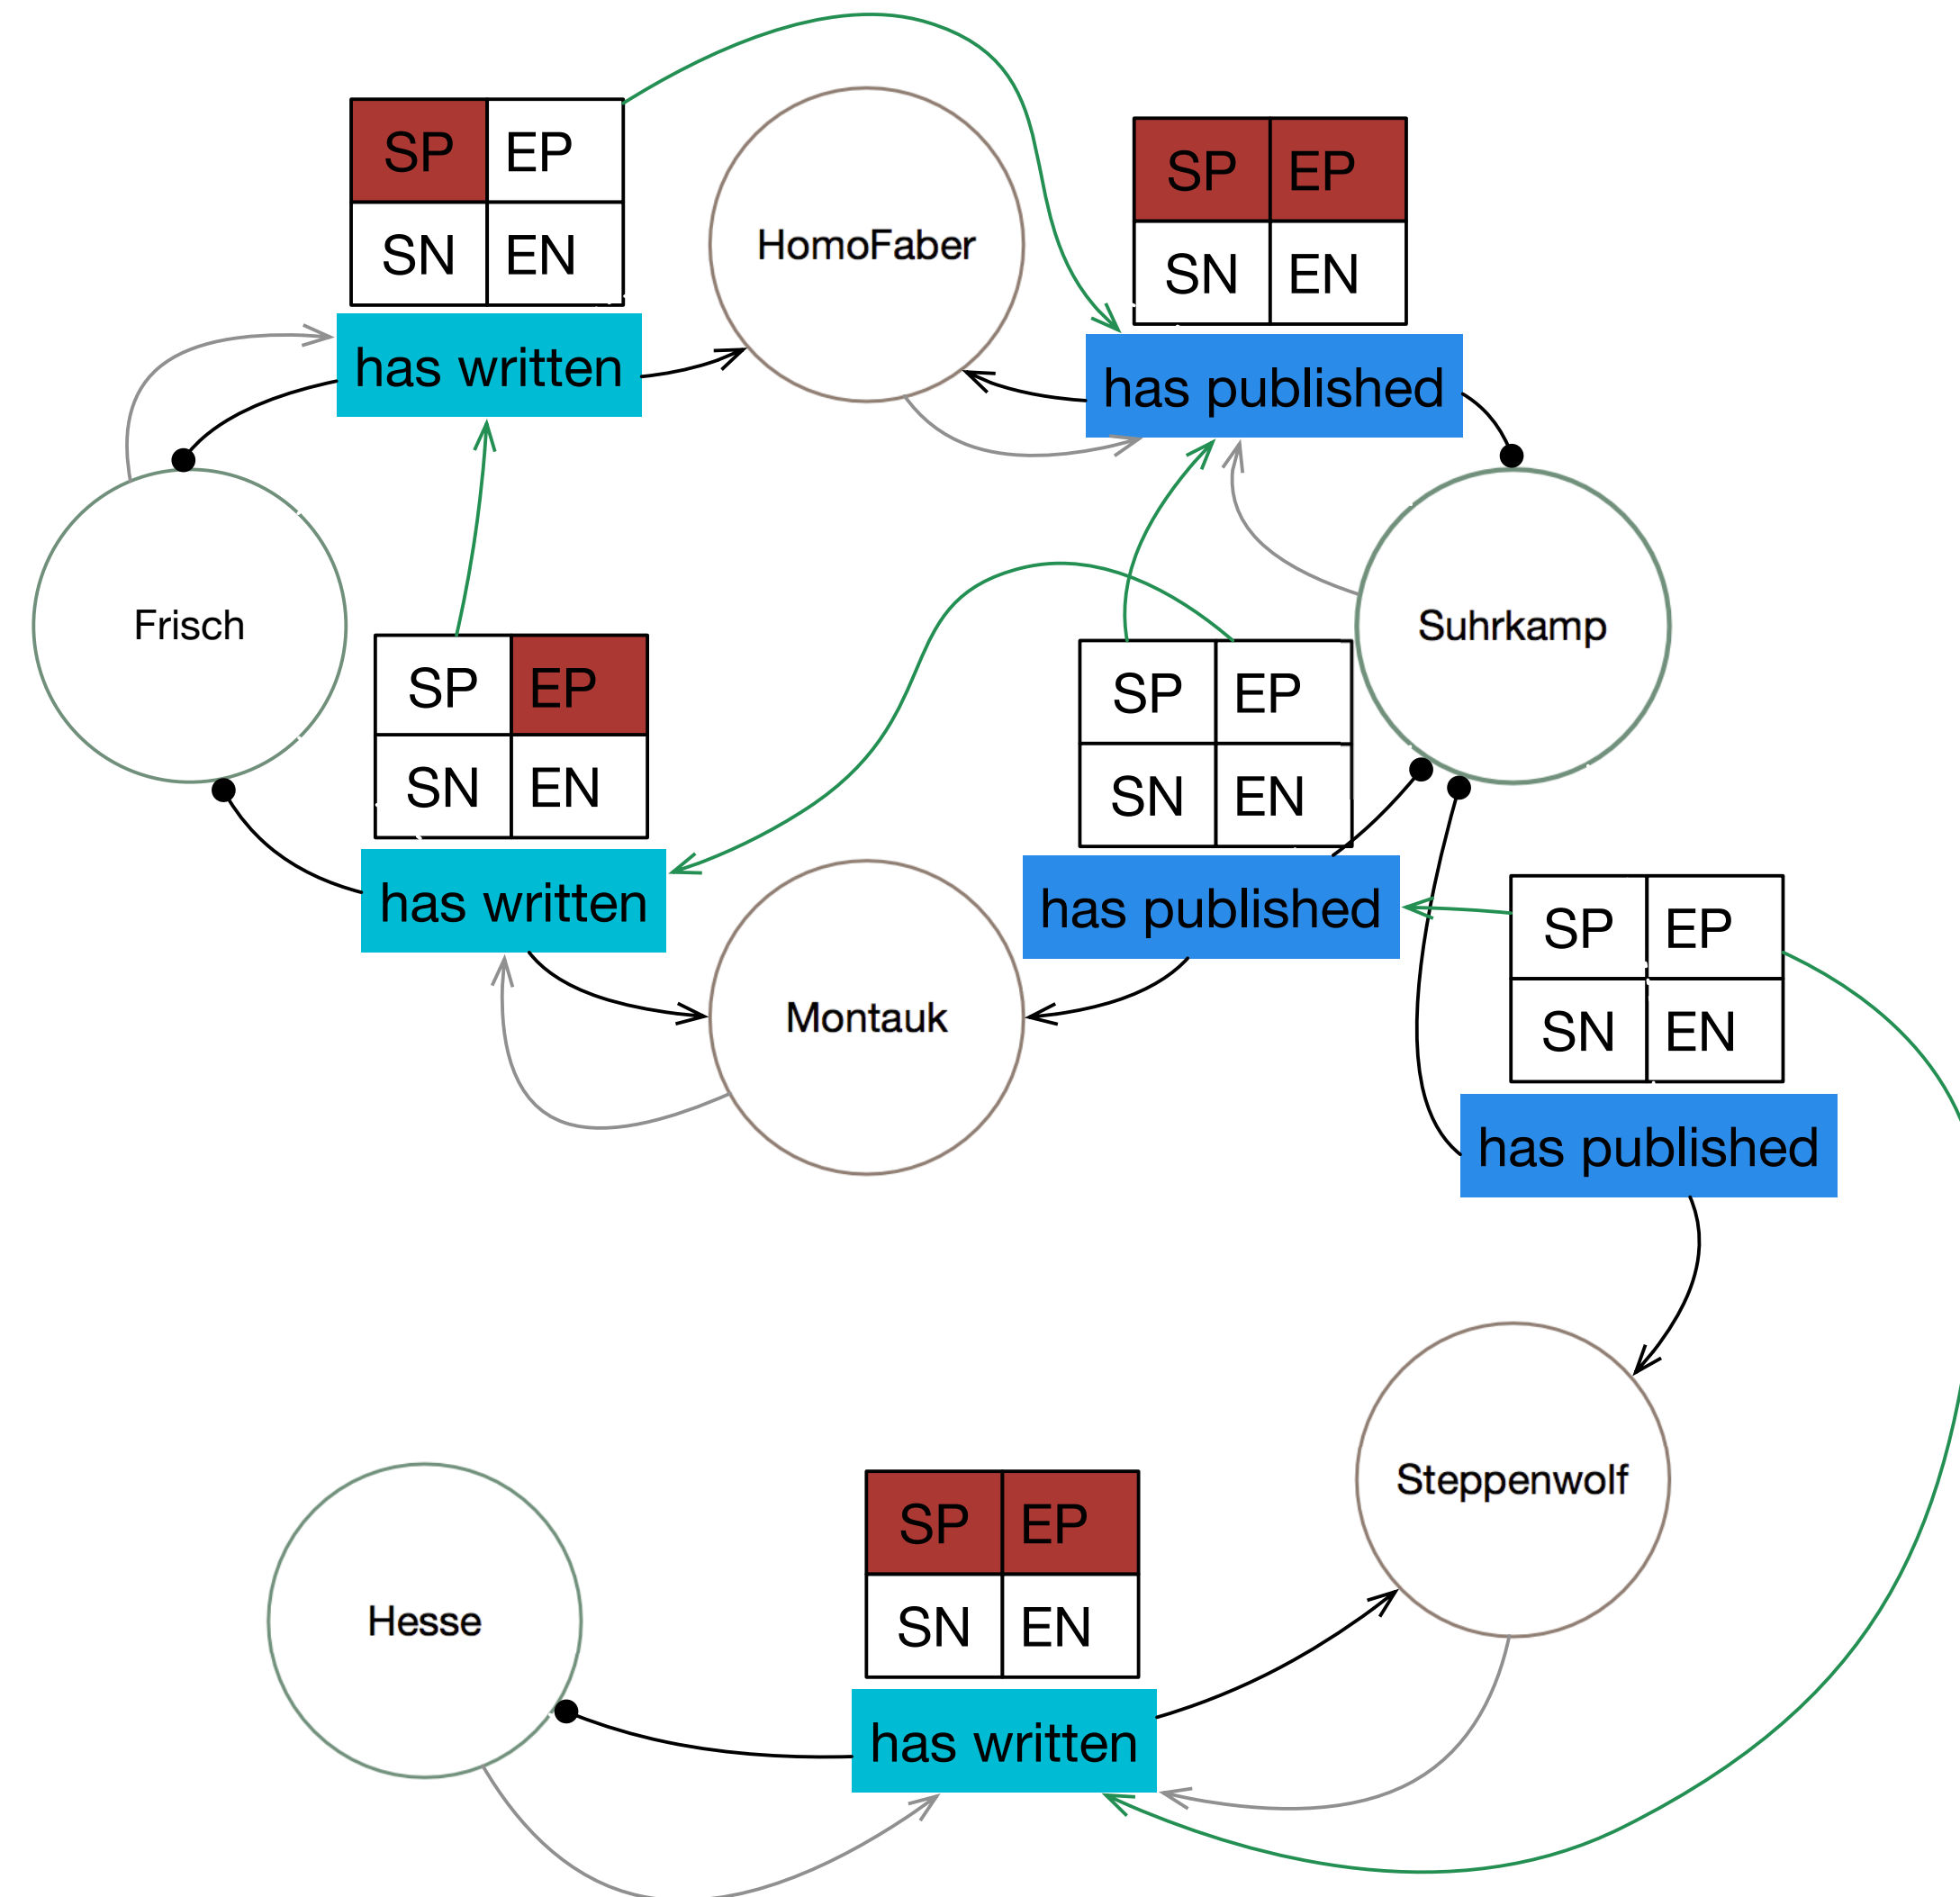 SP EP
SN EN
has written
HomoFaber
SP EP
SN EN
has published
Frisch
SP EP
SN EN
has written
Suhrkamp
SP EP
SN EN
has published
Montauk
SP EP
SN EN
has published
Steppenwolf
Hesse
SP EP
SN EN
has written